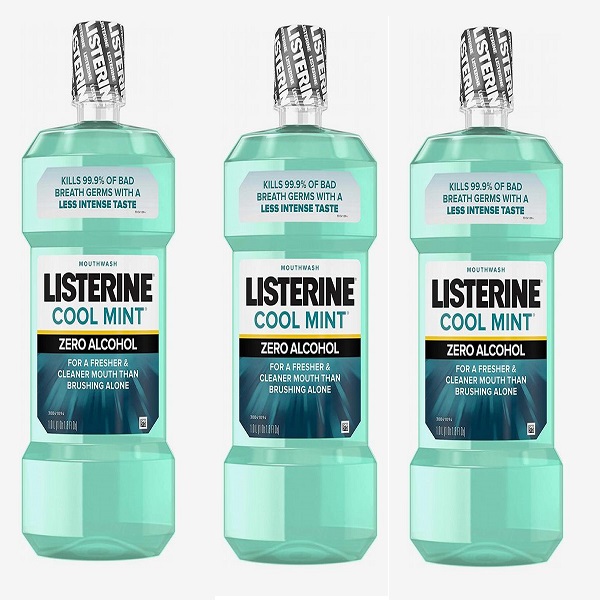 LISTERINE
KILLS 99.9% OF BAD
BREATH GERMS WITH A
LESS INTENSE TASTE
MOUTHWASH
LISTERINE®
COOL MINT®
ZERO ALCOHOL
FOR A FRESHER &
CLEANER MOUTH THAN
BRUSHING ALONE
LISTERINE
KILLS 99.9% OF BAD
BREATH GERMS WITH A
LESS INTENSE TASTE
MOUTHWASH
LISTERINE®
COOL MINT®
ZERO ALCOHOL
FOR A FRESHER &
CLEANER MOUTH THAN
BRUSHING ALONE
LISTERINE
KILLS 99.9% OF BAD
BREATH GERMS WITH A
LESS INTENSE TASTE
MOUTHWASH
LISTERINE®
COOL MINT®
ZERO ALCOHOL
FOR A FRESHER &
CLEANER MOUTH THAN
BRUSHING ALONE